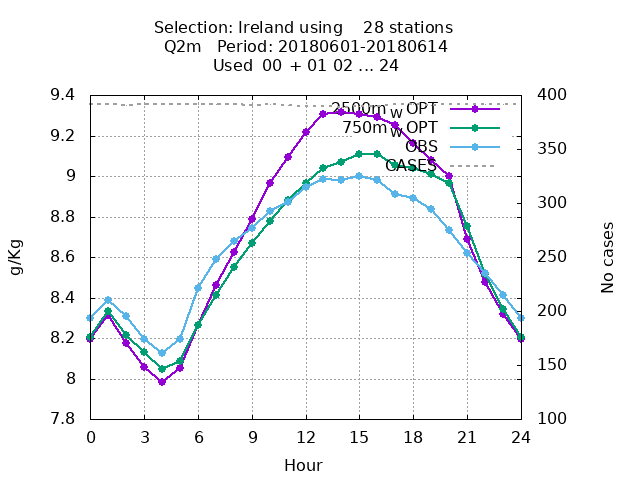 Selection: Ireland using 28 stations
Q2m Period: 20180601-20180614
Used 00 + 01 02 ... 24
9.4
9.2
9
8.8
8.6
8.4
8.2
8
7.8
g/Kg
400
350
300
250
200
150
100
No cases
2500m W OPT
750m W OPT
OBS
CASES
0 3 6 9 12 15 18 21 24
Hour